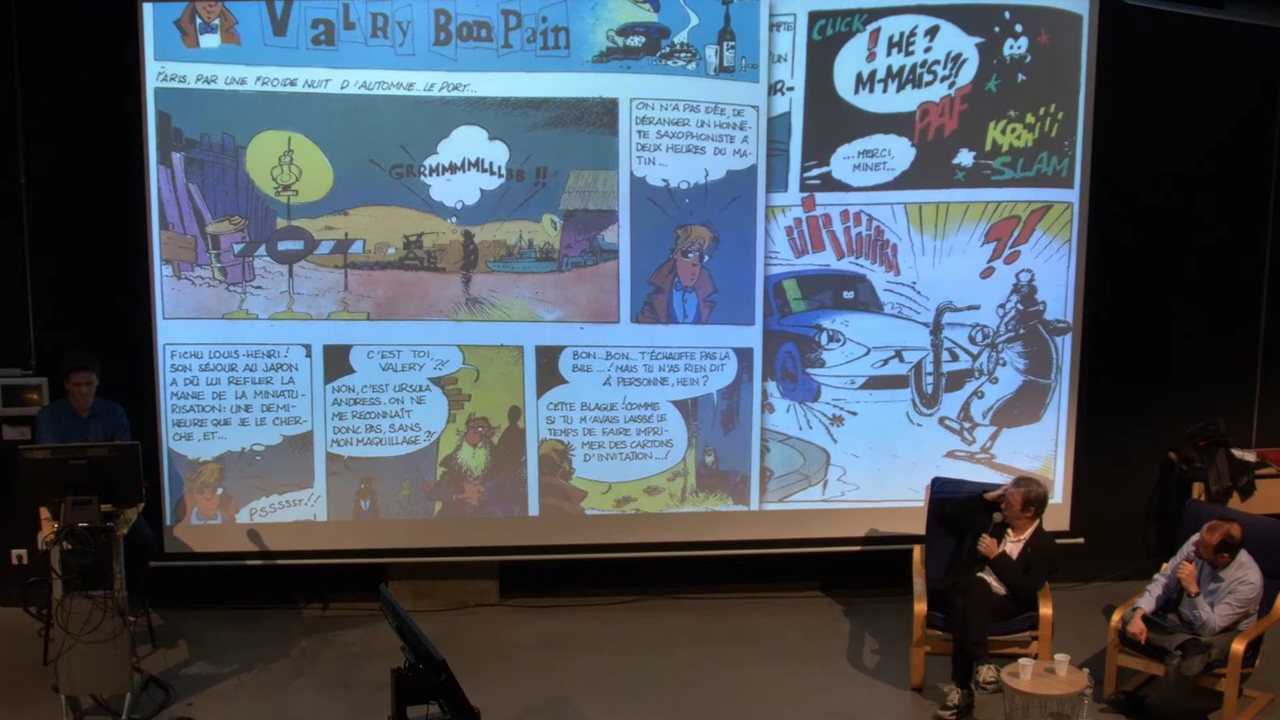 VaLRy BonPain
PARIS, PAR UNE FROIDE NUIT D'AUTOMNE.. LE PORT...
GRRMMMMLLLBB !!
ON N'A PAS IDÉE, DE
DÉRANGER UN HONNÊ-
TE SAXOPHONISTE À
DEUX HEURES DU MA-
TIN...
FICHU LOUIS-HENRI !
SON SÉJOUR AU JAPON
A DÛ LUI REFILER LA
MANIE DE LA MINIATU-
RISATION: UNE DEMI-
HEURE QUE JE LE CHER-
CHE, ET...
PSSSSST!!
C'EST TOI,
VALERY ?
NON, C'EST URSULA
ANDRESS. ON NE
ME RECONNAÎT
DONC PAS, SANS
MON MAQUILLAGE ?!
BON...BON... T'ÉCHAUFFE PAS LA
BILE...! MAIS TU N'AS RIEN DIT
À PERSONNE, HEIN ?
CETTE BLAGUE ! COMME
SI TU M'AVAIS LAISSÉ LE
TEMPS DE FAIRE IMPRI-
MER DES CARTONS
D'INVITATION...!
UN
CLICK
! HÉ ?
M-MAIS !?!
PAF
KRR
SLAM
...MERCI,
MINET...
?!